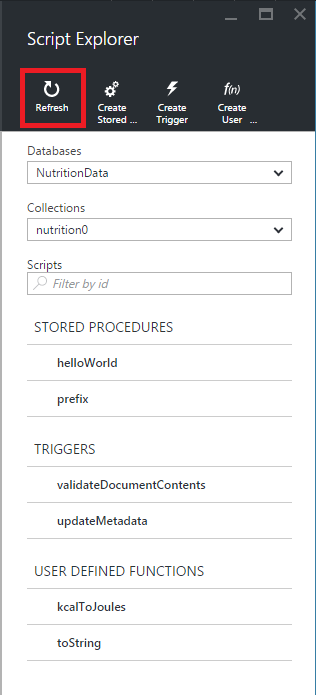 Script Explorer
Refresh
Create
Stored ...
Create
Trigger
f(n)
Create
User ...
Databases
NutritionData
Collections
nutrition0
Scripts
Filter by id
STORED PROCEDURES
helloWorld
prefix
TRIGGERS
validateDocumentContents
updateMetadata
USER DEFINED FUNCTIONS
kcalToJoules
toString